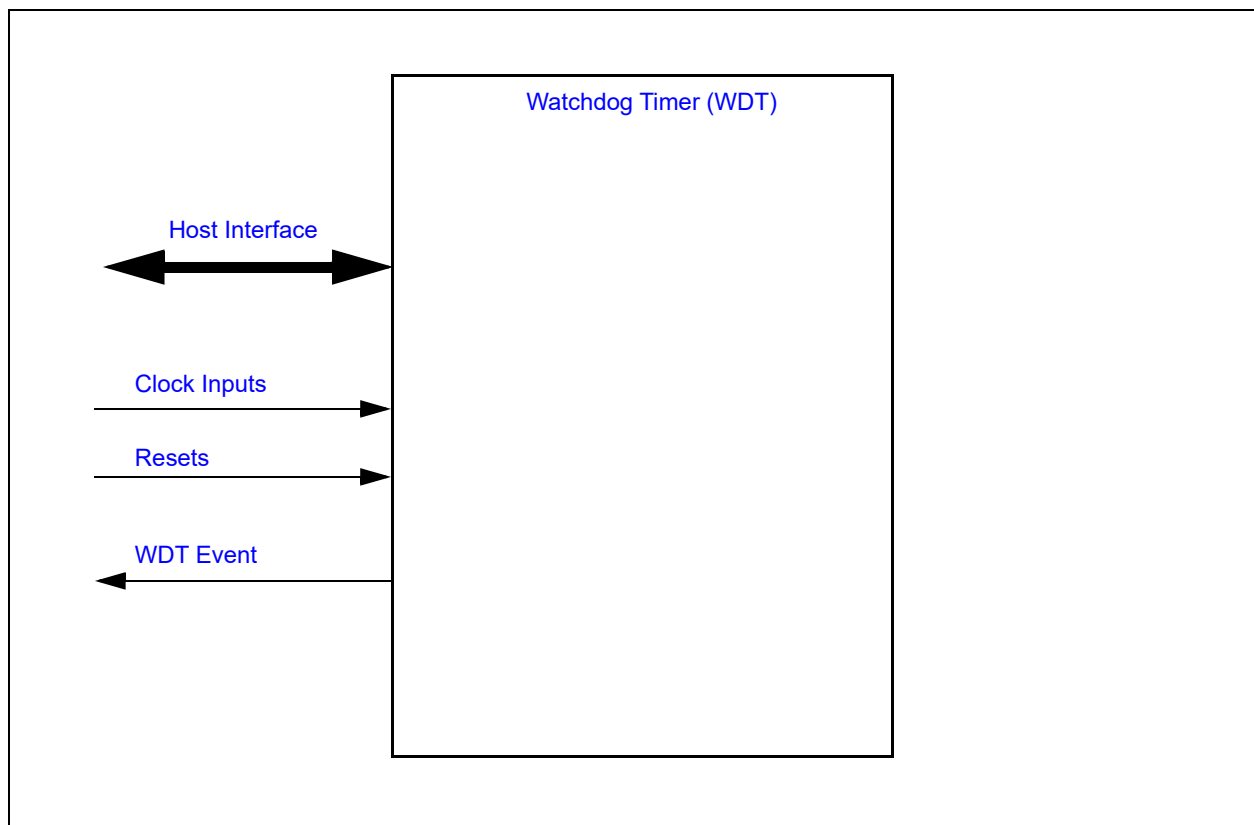 Watchdog Timer (WDT)
Host Interface
Clock Inputs
Resets
WDT Event